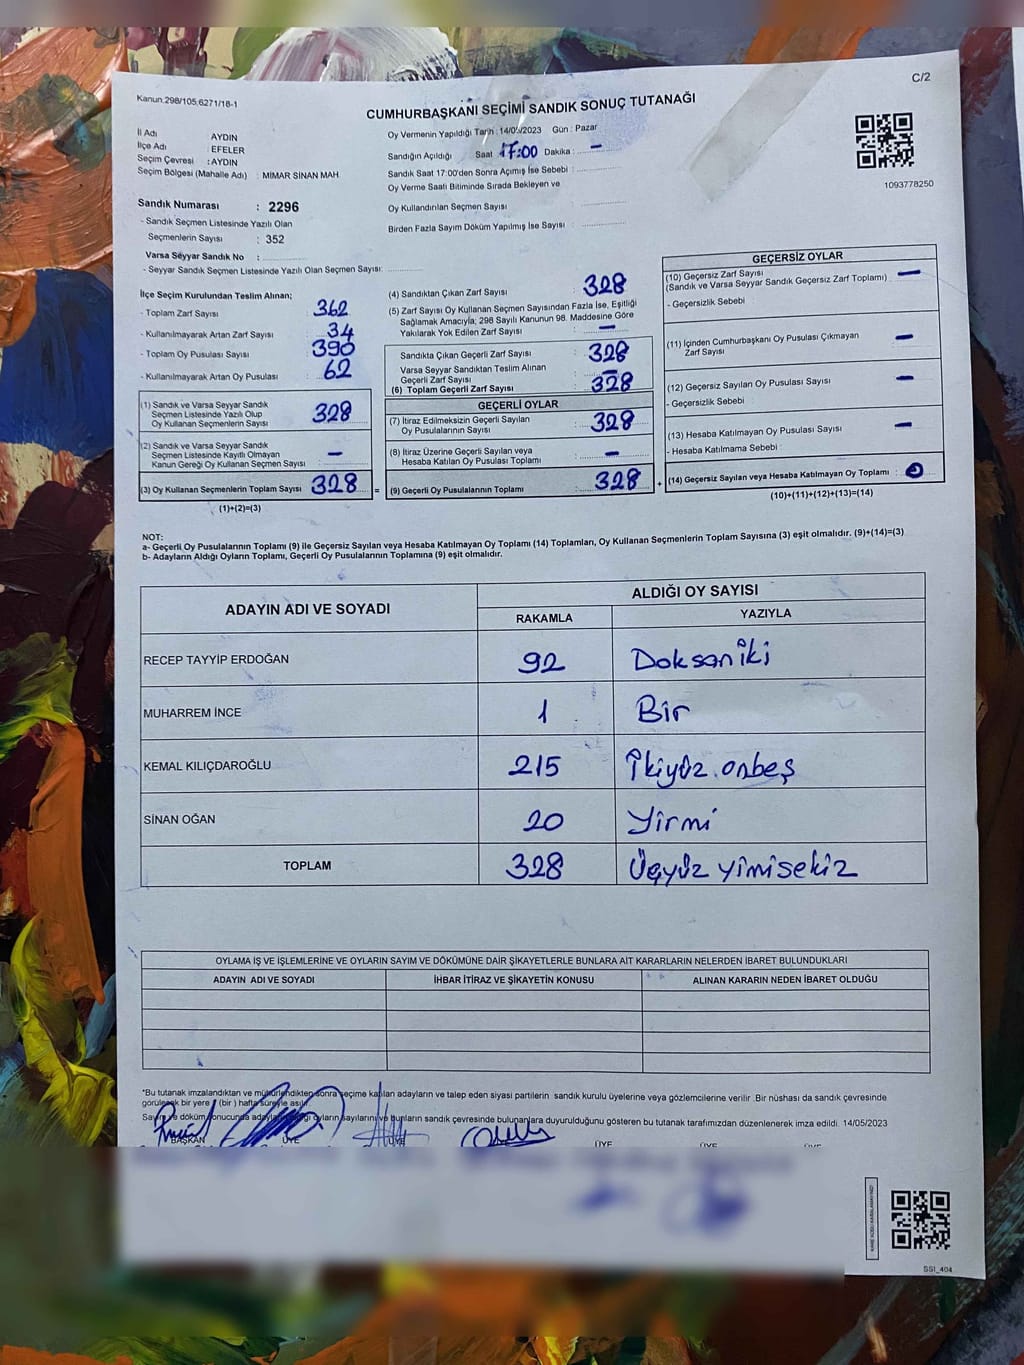 C/2
Kanun.298/105;6271/18-1
CUMHURBAŞKANI SEÇİMİ SANDIK SONUÇ TUTANAĞI
İl Adı AYDIN
İlçe Adı EFELER
Seçim Çevresi : AYDIN
Seçim Bölgesi (Mahalle Adı) : MİMAR SİNAN MAH
Oy Vermenin Yapıldığı Tarih : 14/05/2023 Gün : Pazar
Sandığın Açıldığı Saat 17:00 Dakika : –
Sandık Saat 17:00'den Sonra Açımış İse Sebebi :
Oy Verme Saati Bitiminde Sırada Bekleyen ve
Oy Kullandırılan Seçmen Sayısı
Birden Fazla Sayım Döküm Yapılmış İse Sayısı :
1093778250
Sandık Numarası : 2296
- Sandık Seçmen Listesinde Yazılı Olan
Seçmenlerin Sayısı : 352
Varsa Seyyar Sandık No :
- Seyyar Sandık Seçmen Listesinde Yazılı Olan Seçmen Sayısı:
İlçe Seçim Kurulundan Teslim Alınan;
- Toplam Zarf Sayısı : 362
- Kullanılmayarak Artan Zarf Sayısı : 34
- Toplam Oy Pusulası Sayısı : 390
- Kullanılmayarak Artan Oy Pusulası : 62
(1) Sandık ve Varsa Seyyar Sandık
Seçmen Listesinde Yazılı Olup
Oy Kullanan Seçmenlerin Sayısı : 328
(2) Sandık ve Varsa Seyyar Sandık
Seçmen Listesinde Kayıtlı Olmayan
Kanun Gereği Oy Kullanan Seçmen Sayısı : –
(3) Oy Kullanan Seçmenlerin Toplam Sayısı : 328 =
(1)+(2)=(3)
(4) Sandıktan Çıkan Zarf Sayısı : 328
(5) Zarf Sayısı Oy Kullanan Seçmen Sayısından Fazla İse, Eşitliği
Sağlamak Amacıyla; 298 Sayılı Kanunun 98. Maddesine Göre
Yakılarak Yok Edilen Zarf Sayısı : –
Sandıkta Çıkan Geçerli Zarf Sayısı : 328
Varsa Seyyar Sandıktan Teslim Alınan
Geçerli Zarf Sayısı : –
(6) Toplam Geçerli Zarf Sayısı : 328
GEÇERLİ OYLAR
(7) İtiraz Edilmeksizin Geçerli Sayılan
Oy Pusulalarının Sayısı : 328
(8) İtiraz Üzerine Geçerli Sayılan veya
Hesaba Katılan Oy Pusulası Toplamı : –
(9) Geçerli Oy Pusulalarının Toplamı : 328 +
GEÇERSİZ OYLAR
(10) Geçersiz Zarf Sayısı
(Sandık ve Varsa Seyyar Sandık Geçersiz Zarf Toplamı) : –
- Geçersizlik Sebebi :
(11) İçinden Cumhurbaşkanı Oy Pusulası Çıkmayan
Zarf Sayısı : –
(12) Geçersiz Sayılan Oy Pusulası Sayısı : –
- Geçersizlik Sebebi :
(13) Hesaba Katılmayan Oy Pusulası Sayısı : –
- Hesaba Katılmama Sebebi :
(14) Geçersiz Sayılan veya Hesaba Katılmayan Oy Toplamı : 0
(10)+(11)+(12)+(13)=(14)
NOT:
a- Geçerli Oy Pusulalarının Toplamı (9) ile Geçersiz Sayılan veya Hesaba Katılmayan Oy Toplamı (14) Toplamları, Oy Kullanan Seçmenlerin Toplam Sayısına (3) eşit olmalıdır. (9)+(14)=(3)
b- Adayların Aldığı Oyların Toplamı, Geçerli Oy Pusulalarının Toplamına (9) eşit olmalıdır.
ADAYIN ADI VE SOYADI ALDIĞI OY SAYISI
RAKAMLA YAZIYLA
RECEP TAYYİP ERDOĞAN 92 Doksaniki
MUHARREM İNCE 1 Bir
KEMAL KILIÇDAROĞLU 215 İkiyüz.onbeş
SİNAN OĞAN 20 Yirmi
TOPLAM 328 Üçyüz yimisekiz
OYLAMA İŞ VE İŞLEMLERİNE VE OYLARIN SAYIM VE DÖKÜMÜNE DAİR ŞİKAYETLERLE BUNLARA AİT KARARLARIN NELERDEN İBARET BULUNDUKLARI
ADAYIN ADI VE SOYADI İHBAR İTİRAZ VE ŞİKAYETİN KONUSU ALINAN KARARIN NEDEN İBARET OLDUĞU
*Bu tutanak imzalandıktan ve mühürlendikten sonra seçime katılan adayların ve talep eden siyasi partilerin sandık kurulu üyelerine veya gözlemcilerine verilir .Bir nüshası da sandık çevresinde
görülecek bir yere 1 (bir) hafta süreyle asılır.
Sayım ve döküm sonucunda adayların aldığı oyların sayılarını ve bunların sandık çevresinde bulunanlara duyurulduğunu gösteren bu tutanak tarafımızdan düzenlenerek imza edildi. 14/05/2023
BAŞKAN ÜYE ÜYE ÜYE ÜYE ÜYE
SSI_404